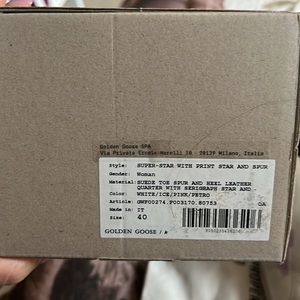 Golden Goose SPA
Via Privata Ercole Marelli 10 - 20139 Milano, Italia
Style: SUPER-STAR WITH PRINT STAR AND SPUR
Gender: Woman
Material: SUEDE TOE SPUR AND HEEL LEATHER
QUARTER WITH SERIGRAPH STAR AND
Color: WHITE/ICE/PINK/PETRO
Article: GWF00274.F003170.80753
Made in: IT GA
Size: 40
GOLDEN GOOSE /